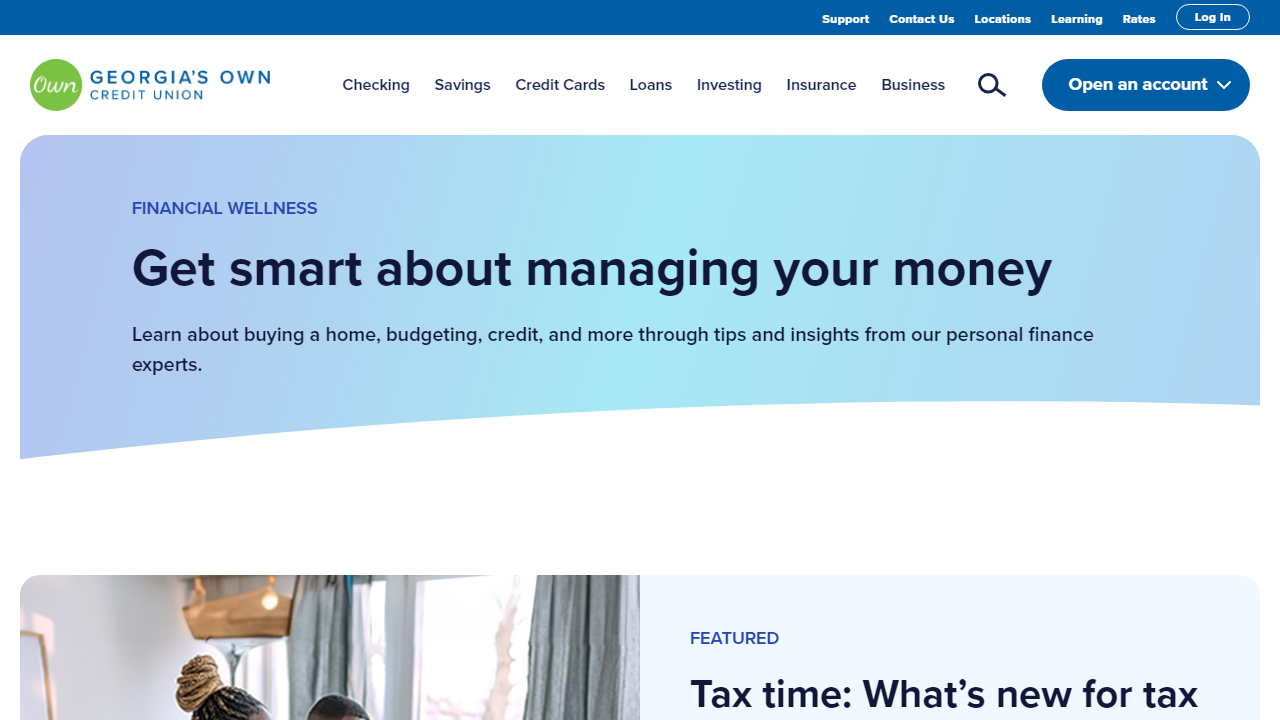 Support Contact Us Locations Learning Rates Log In
Own GEORGIA'S OWN
CREDIT UNION
Checking Savings Credit Cards Loans Investing Insurance Business Open an account
FINANCIAL WELLNESS
Get smart about managing your money
Learn about buying a home, budgeting, credit, and more through tips and insights from our personal finance
experts.
FEATURED
Tax time: What’s new for tax